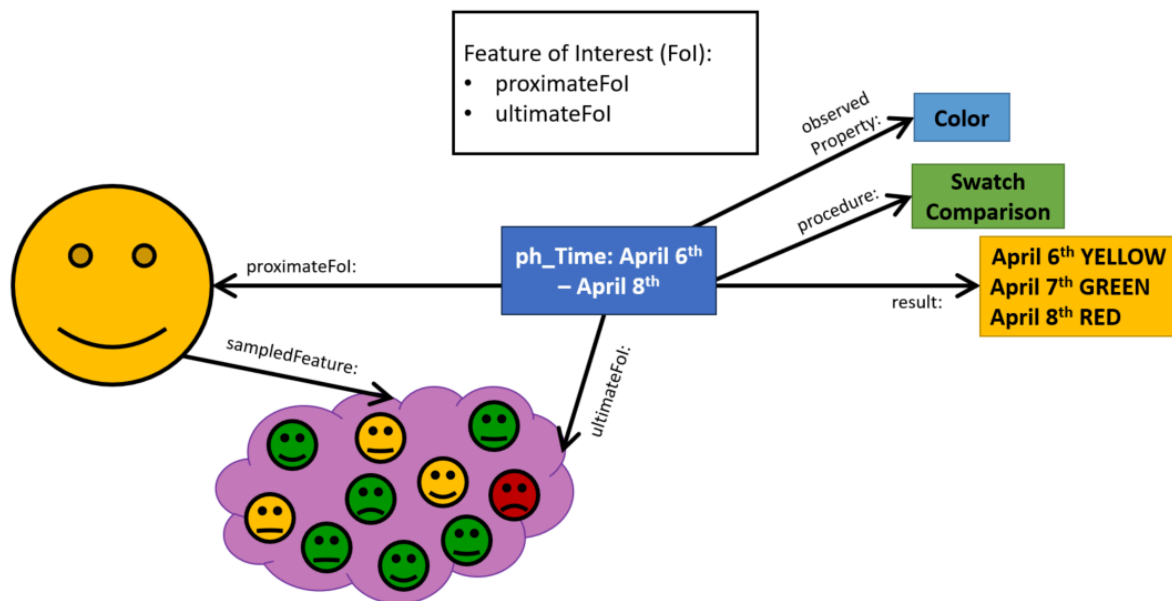 Feature of Interest (FoI):
• proximateFoI
• ultimateFoI
observed
Property:
Color
procedure:
Swatch
Comparison
ph_Time: April 6th
– April 8th
proximateFoI:
result:
April 6th YELLOW
April 7th GREEN
April 8th RED
sampledFeature:
ultimateFoI: